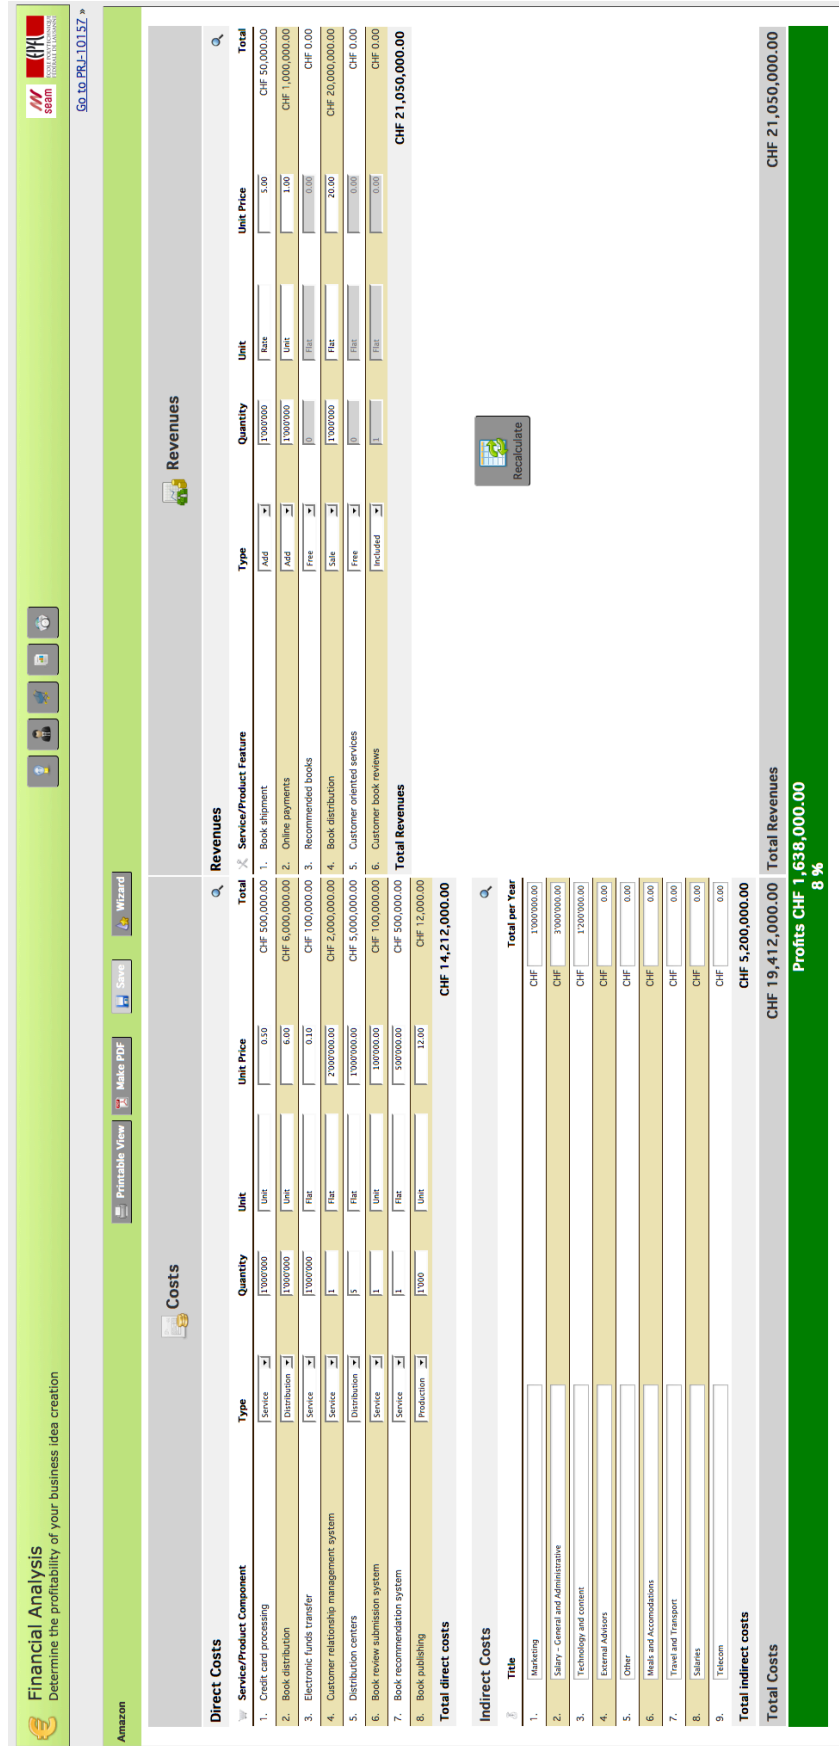 € Financial Analysis
Determine the profitability of your business idea creation
seam
EPFL
ÉCOLE POLYTECHNIQUE
FÉDÉRALE DE LAUSANNE
Go to PRJ-10157 »
Amazon
Printable View Make PDF Save Wizard
Costs
Direct Costs
Service/Product Component Type Quantity Unit Unit Price Total
1. Credit card processing Service 1'000'000 Unit 0.50 CHF 500,000.00
2. Book distribution Distribution 1'000'000 Unit 6.00 CHF 6,000,000.00
3. Electronic funds transfer Service 1'000'000 Flat 0.10 CHF 100,000.00
4. Customer relationship management system Service 1 Flat 2'000'000.00 CHF 2,000,000.00
5. Distribution centers Distribution 5 Flat 1'000'000.00 CHF 5,000,000.00
6. Book review submission system Service 1 Unit 100'000.00 CHF 100,000.00
7. Book recommendation system Service 1 Flat 500'000.00 CHF 500,000.00
8. Book publishing Production 1'000 Unit 12.00 CHF 12,000.00
Total direct costs CHF 14,212,000.00
Indirect Costs
Title Total per Year
1. Marketing CHF 1'000'000.00
2. Salary - General and Administrative CHF 3'000'000.00
3. Technology and content CHF 1'200'000.00
4. External Advisors CHF 0.00
5. Other CHF 0.00
6. Meals and Accomodations CHF 0.00
7. Travel and Transport CHF 0.00
8. Salaries CHF 0.00
9. Telecom CHF 0.00
Total indirect costs CHF 5,200,000.00
Total Costs CHF 19,412,000.00
Revenues
Revenues
Service/Product Feature Type Quantity Unit Unit Price Total
1. Book shipment Add 1'000'000 Rate 5.00 CHF 50,000.00
2. Online payments Add 1'000'000 Unit 1.00 CHF 1,000,000.00
3. Recommended books Free 0 Flat 0.00 CHF 0.00
4. Book distribution Sale 1'000'000 Flat 20.00 CHF 20,000,000.00
5. Customer oriented services Free 0 Flat 0.00 CHF 0.00
6. Customer book reviews Included 1 Flat 0.00 CHF 0.00
Total Revenues CHF 21,050,000.00
Recalculate
Total Revenues CHF 21,050,000.00
Profits CHF 1,638,000.00
8 %